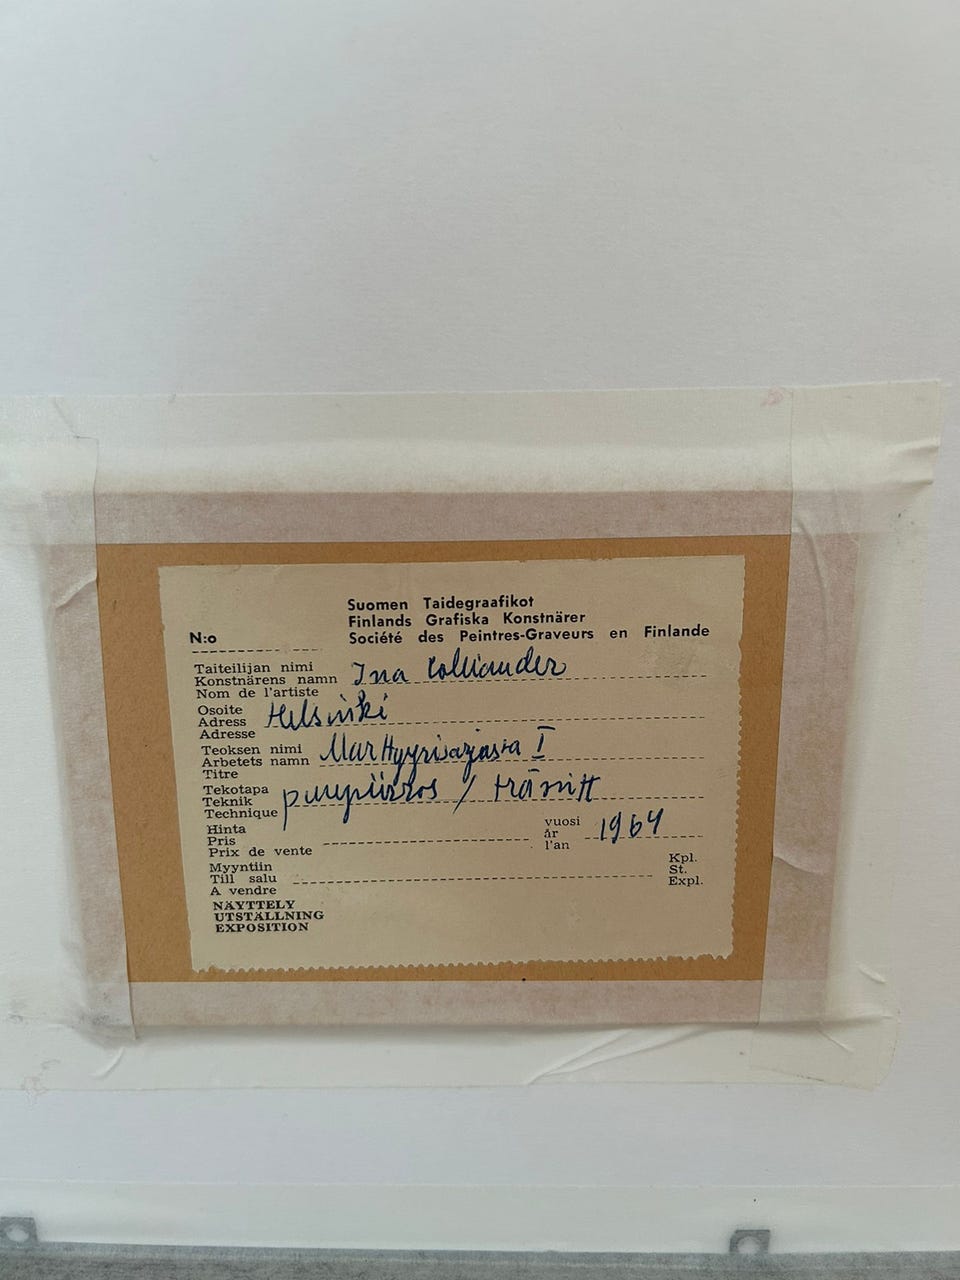 Suomen Taidegraafikot
Finlands Grafiska Konstnärer
N:o Société des Peintres-Graveurs en Finlande
Taiteilijan nimi
Konstnärens namn Ina Colliander
Nom de l'artiste
Osoite
Adress Helsinki
Adresse
Teoksen nimi
Arbetets namn Marttyyrisarjasta I
Titre
Tekotapa
Teknik puupiirros / träsnitt
Technique
Hinta vuosi
Pris år 1964
Prix de vente l'an
Myyntiin Kpl.
Till salu St.
A vendre Expl.
NÄYTTELY
UTSTÄLLNING
EXPOSITION